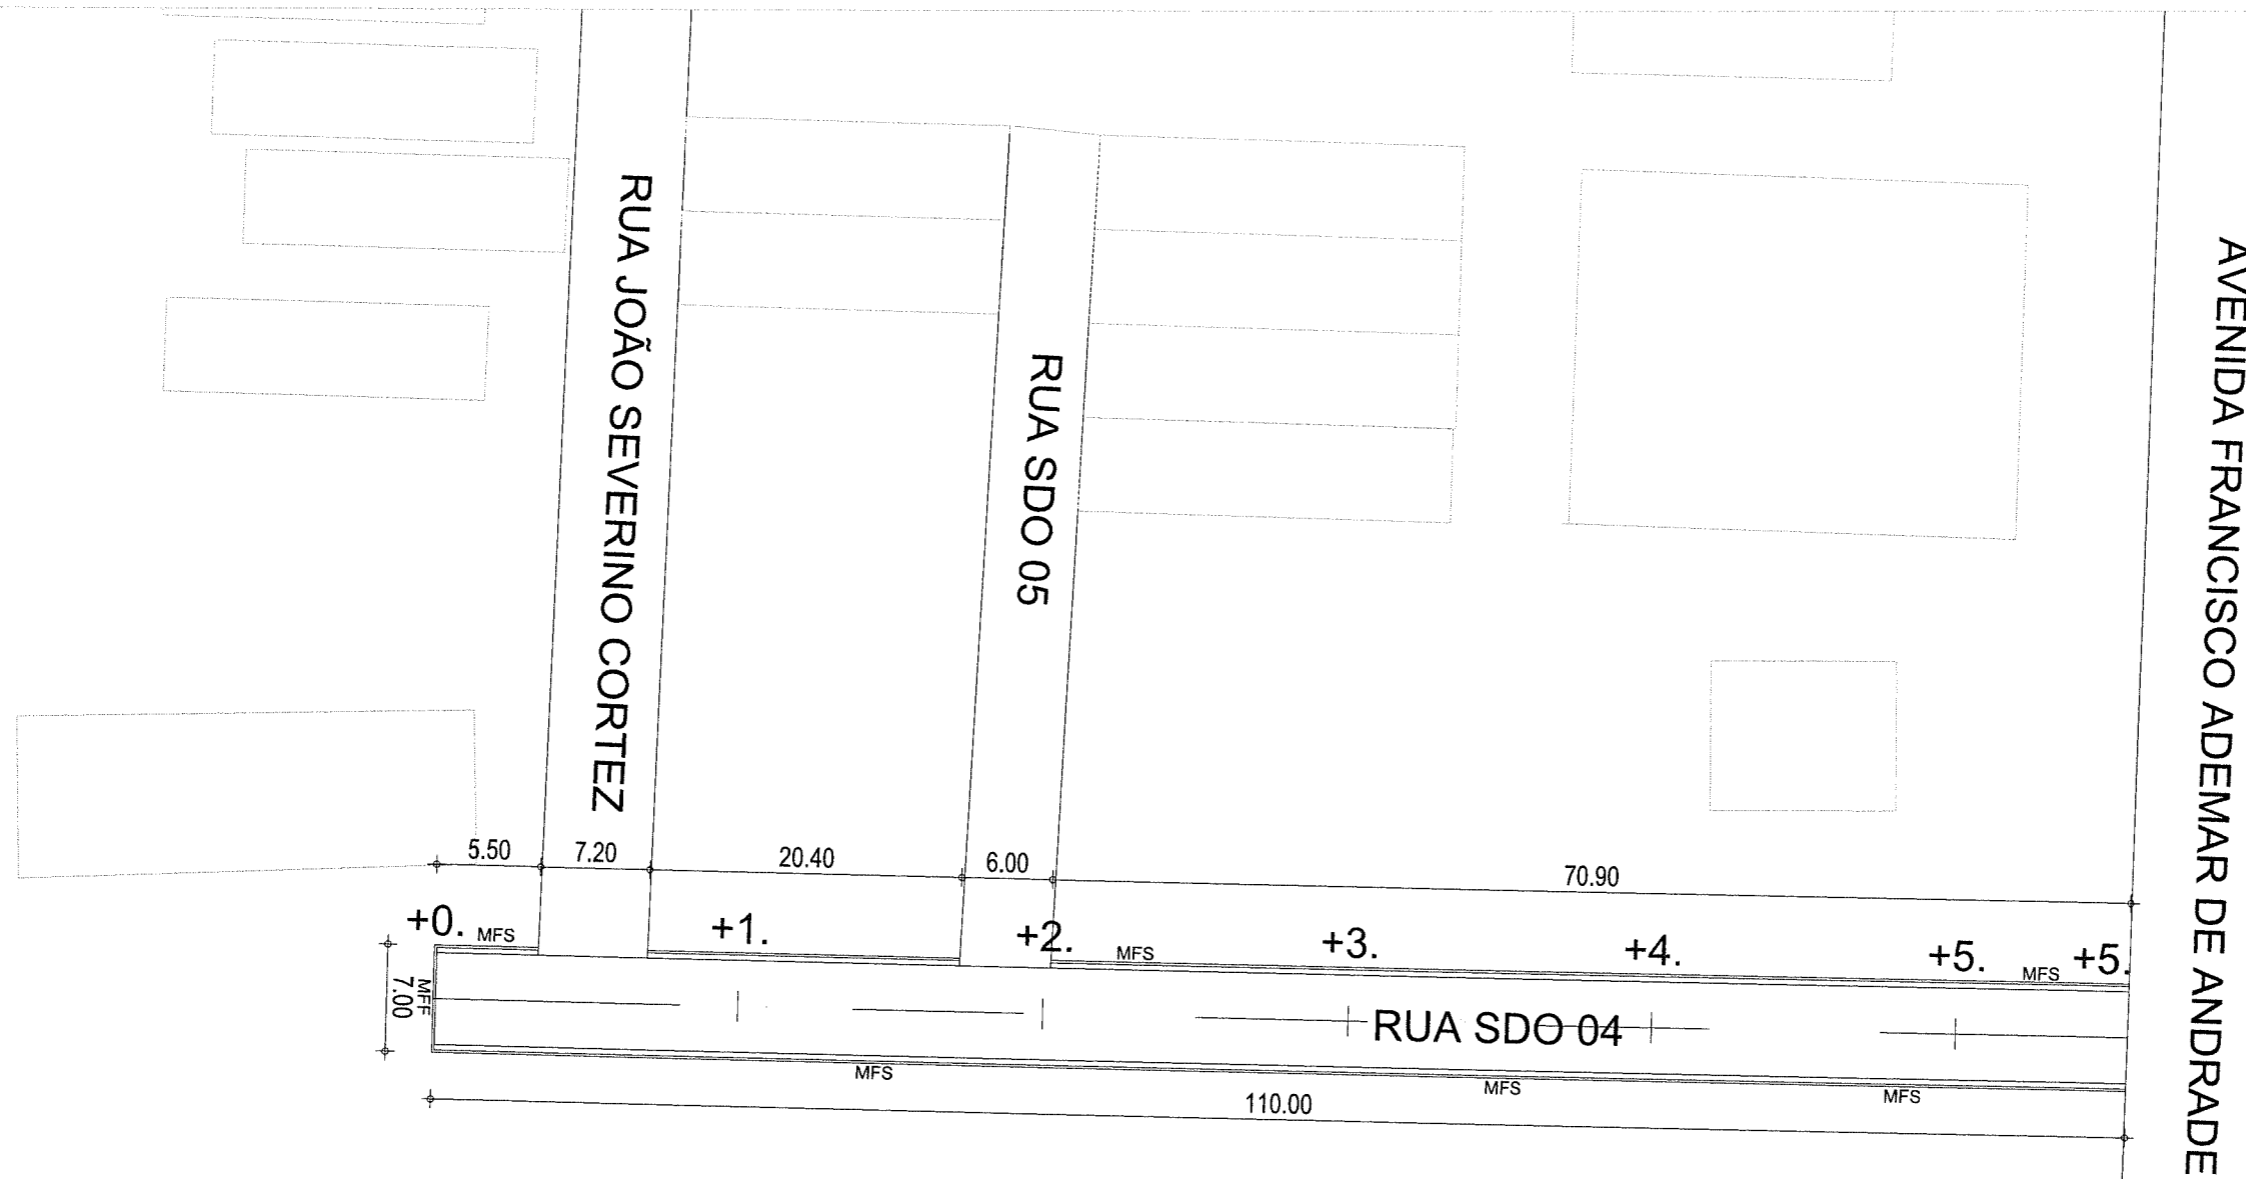 RUA JOÃO SEVERINO CORTEZ
RUA SDO 05
AVENIDA FRANCISCO ADEMAR DE ANDRADE
5.50
7.20
20.40
6.00
70.90
+0.
MFS
+1.
+2.
MFS
+3.
+4.
+5.
MFS
+5.
MFF
7.00
RUA SDO 04
MFS
MFS
MFS
110.00